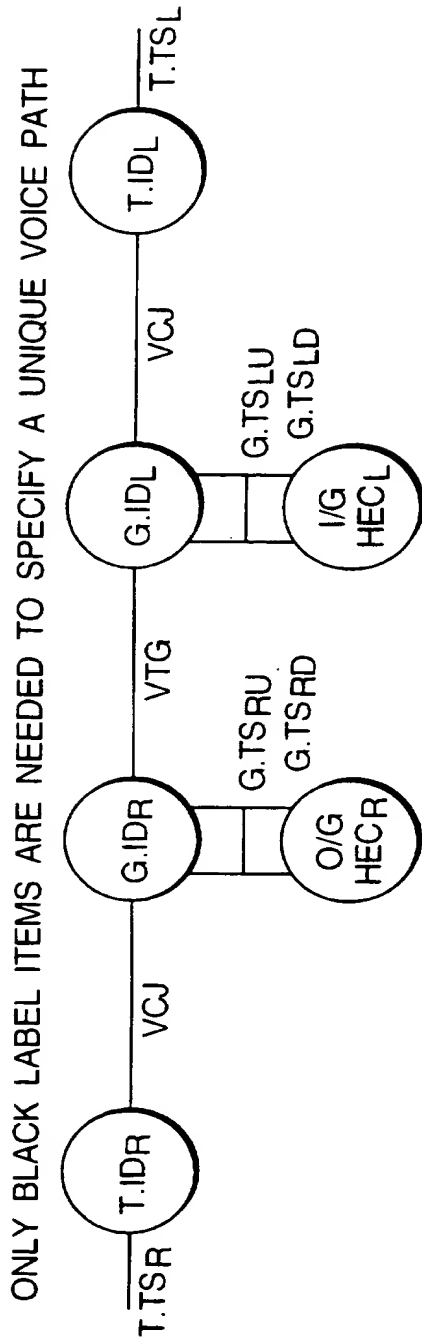 ONLY BLACK LABEL ITEMS ARE NEEDED TO SPECIFY A UNIQUE VOICE PATH
T.TSR
T.IDR
VCJ
G.IDR
VTG
G.IDL
VCJ
T.IDL
T.TSL
G.TSRU
G.TSRD
G.TSLU
G.TSLD
O/G
HECR
I/G
HECL